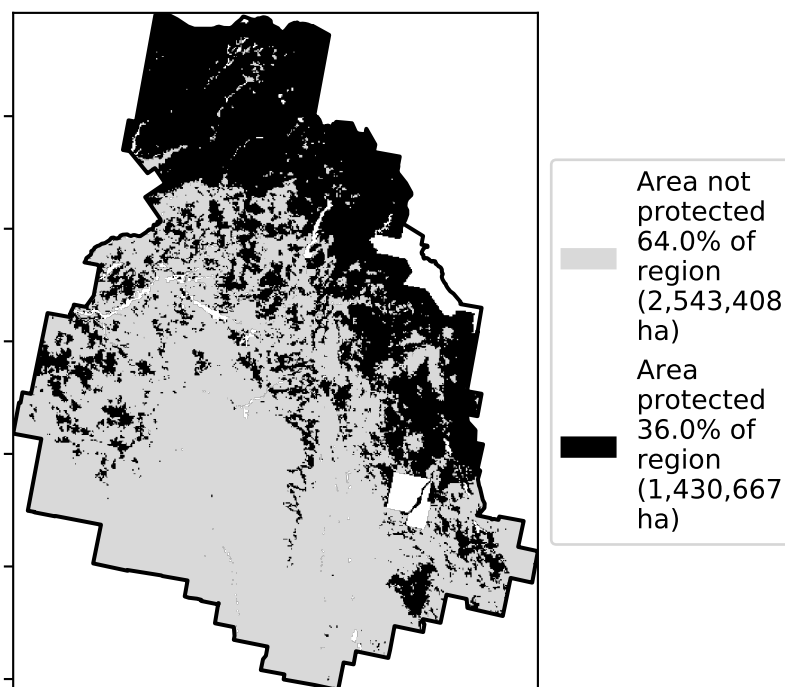 Area not
protected
64.0% of
region
(2,543,408
ha)
Area
protected
36.0% of
region
(1,430,667
ha)